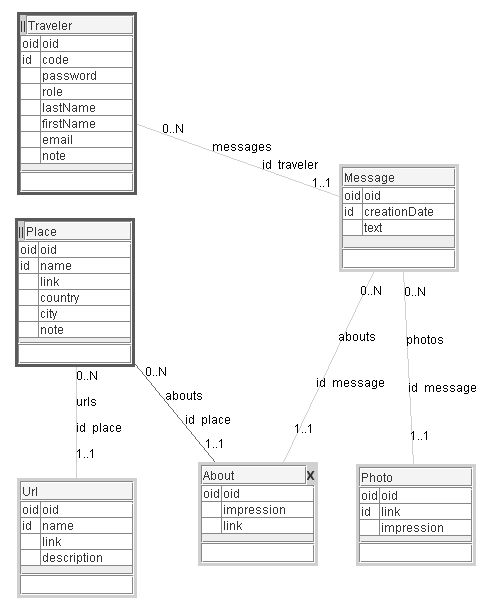 || Traveler
oid oid
id code
password
role
lastName
firstName
email
note
0..N
messages
id traveler
1..1
Message
oid oid
id creationDate
text
|| Place
oid oid
id name
link
country
city
note
0..N
urls
id place
1..1
0..N
abouts
id place
1..1
0..N
abouts
id message
1..1
0..N
photos
id message
1..1
Url
oid oid
id name
link
description
About X
oid oid
impression
link
Photo
oid oid
id link
impression